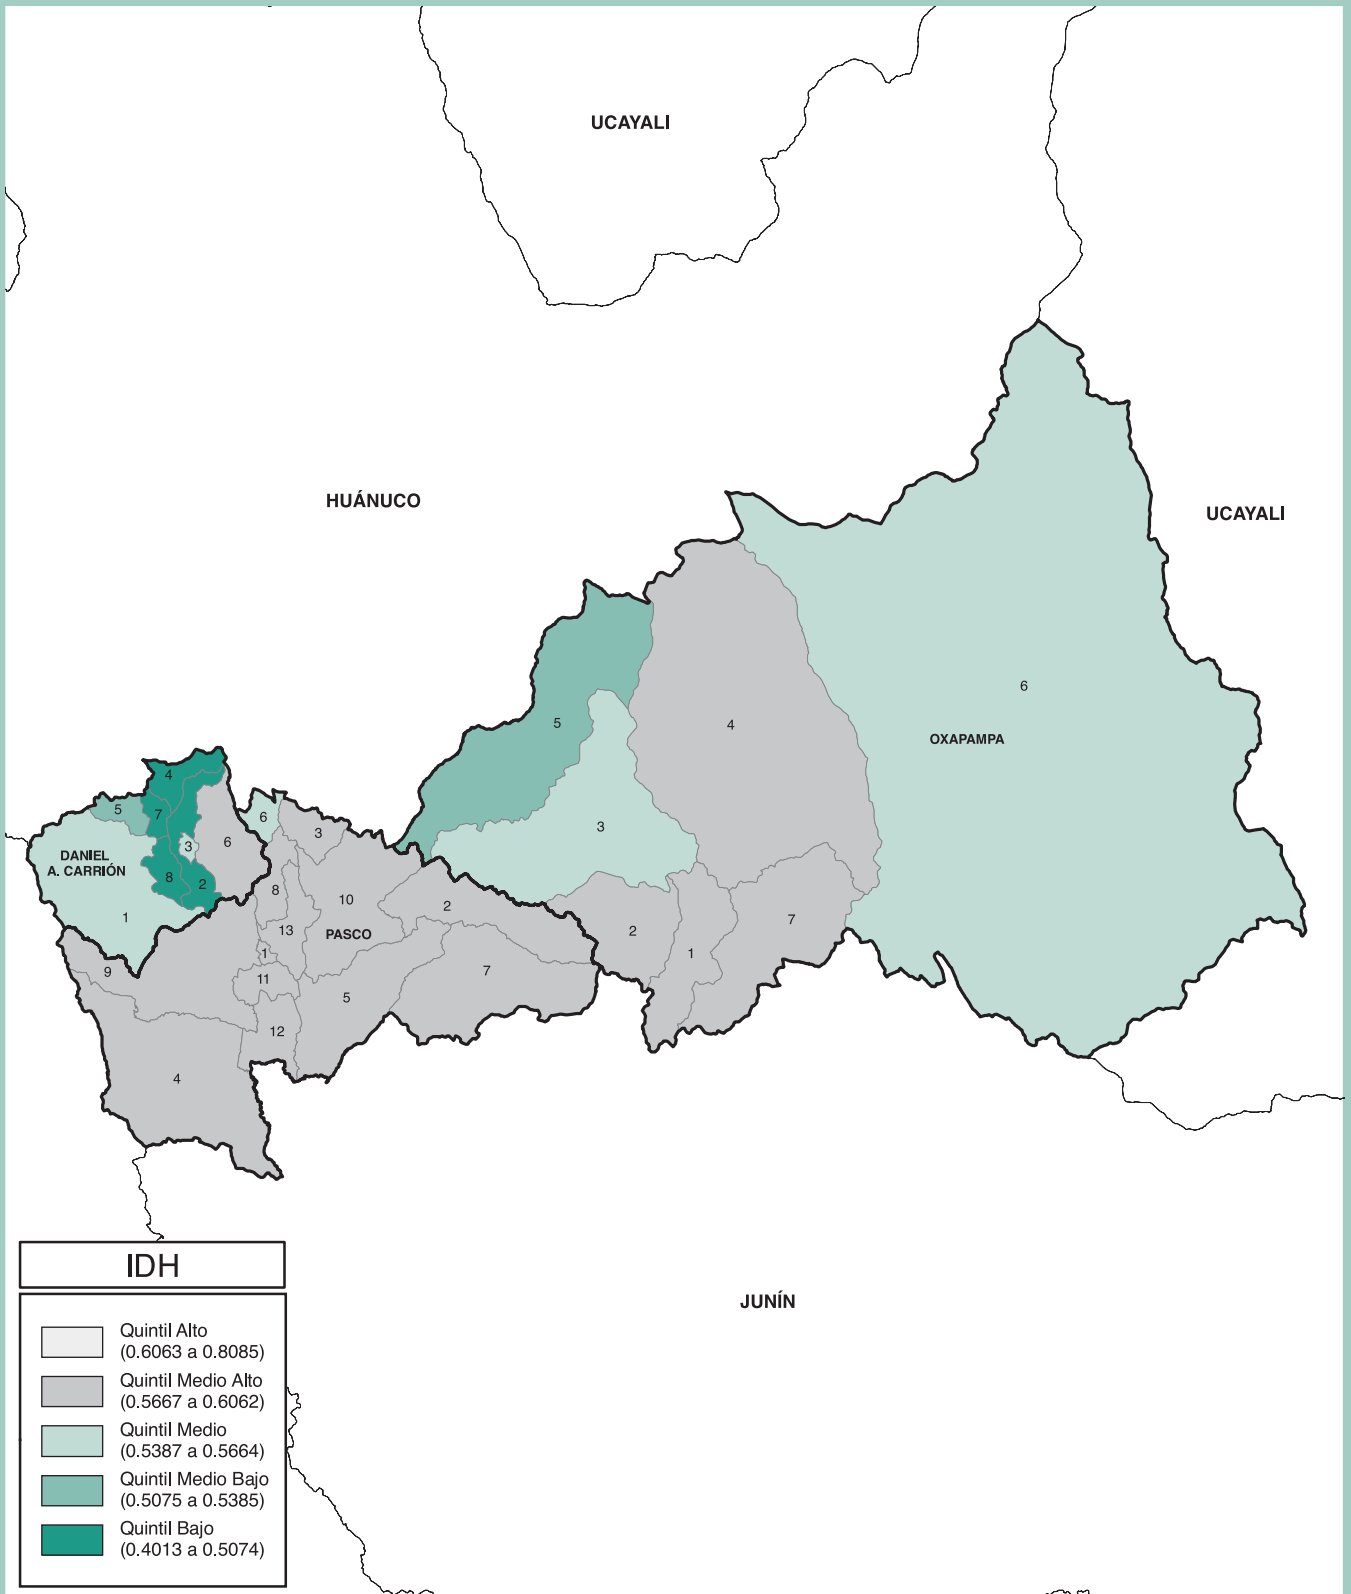 UCAYALI
HUÁNUCO
UCAYALI
6
OXAPAMPA
5
4
3
4
5
7
6
3
6
3
DANIEL
A. CARRIÓN
8
2
1
8
10
2
13
PASCO
1
2
7
1
9
11
7
5
12
4
JUNÍN
IDH
Quintil Alto
(0.6063 a 0.8085)
Quintil Medio Alto
(0.5667 a 0.6062)
Quintil Medio
(0.5387 a 0.5664)
Quintil Medio Bajo
(0.5075 a 0.5385)
Quintil Bajo
(0.4013 a 0.5074)